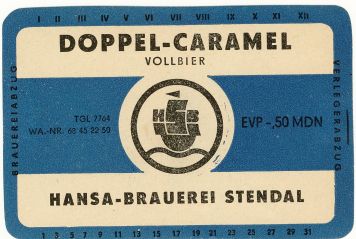 I II III IV V VI VII VIII IX X XI XII
DOPPEL-CARAMEL
VOLLBIER
BRAUEREIABZUG
TGL 7764
WA.-NR. 68 45 22 50
H B
EVP -,50 MDN
VERLEGERABZUG
HANSA-BRAUEREI STENDAL
1 3 5 7 9 11 13 15 17 19 21 23 25 27 29 31